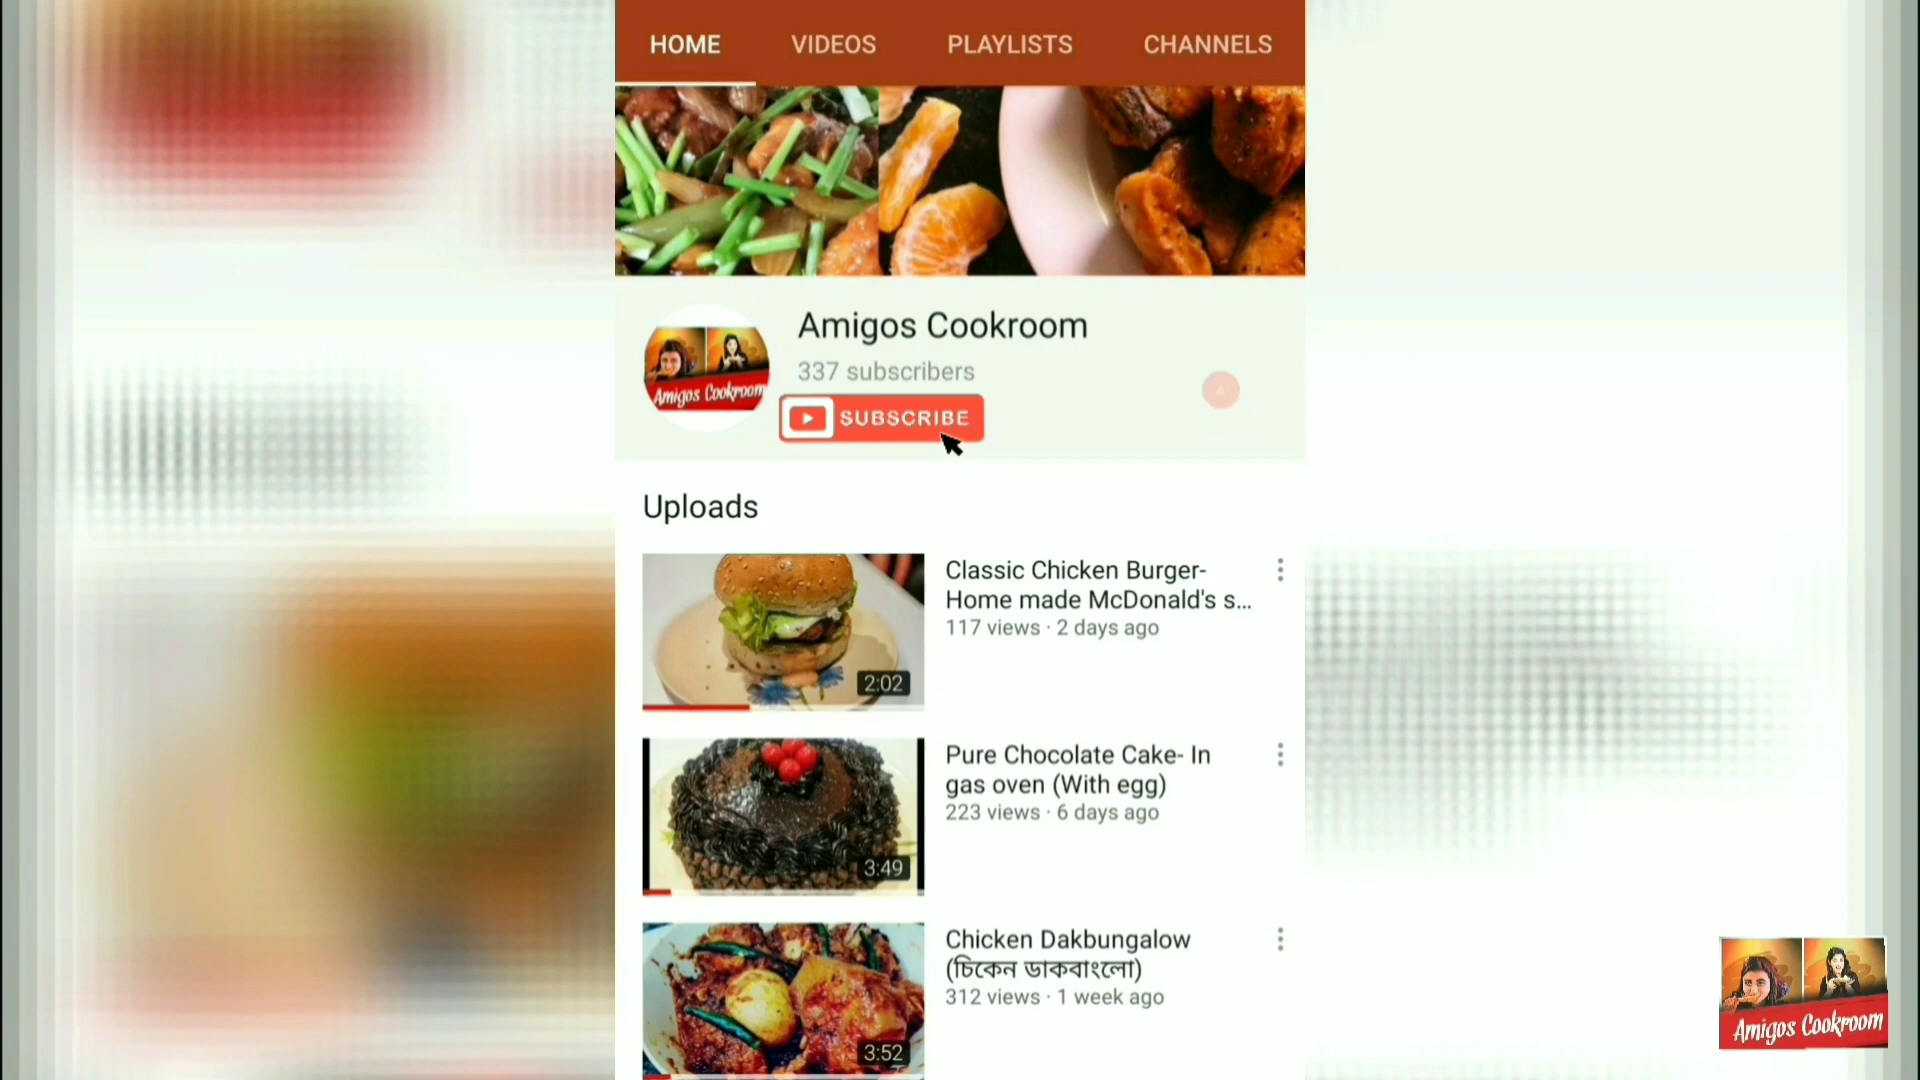 HOME VIDEOS PLAYLISTS CHANNELS
Amigos Cookroom
337 subscribers
Amigos Cookroom
SUBSCRIBE
Uploads
Classic Chicken Burger-
Home made McDonald's s...
117 views · 2 days ago
2:02
Pure Chocolate Cake- In
gas oven (With egg)
223 views · 6 days ago
3:49
Chicken Dakbungalow
(চিকেন ডাকবাংলো)
312 views · 1 week ago
3:52
Amigos Cookroom